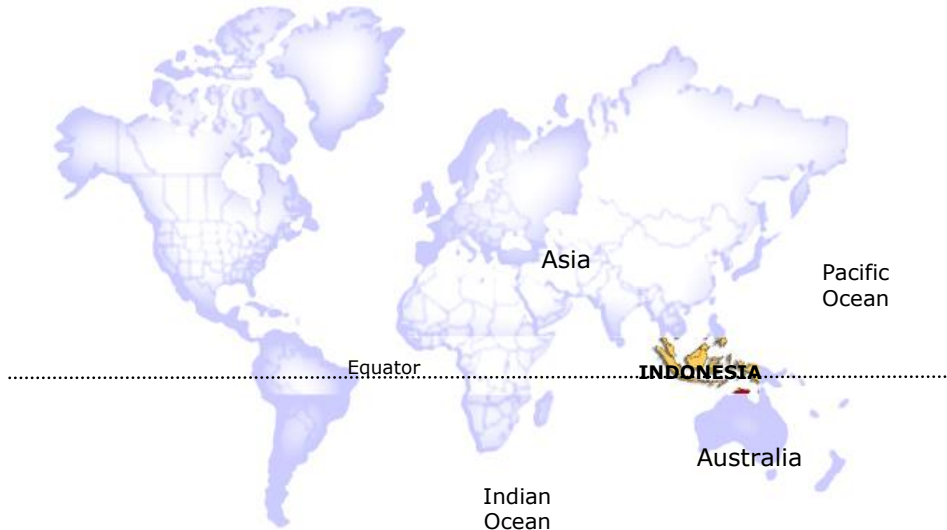 Asia
Pacific
Ocean
Equator
INDONESIA
Australia
Indian
Ocean